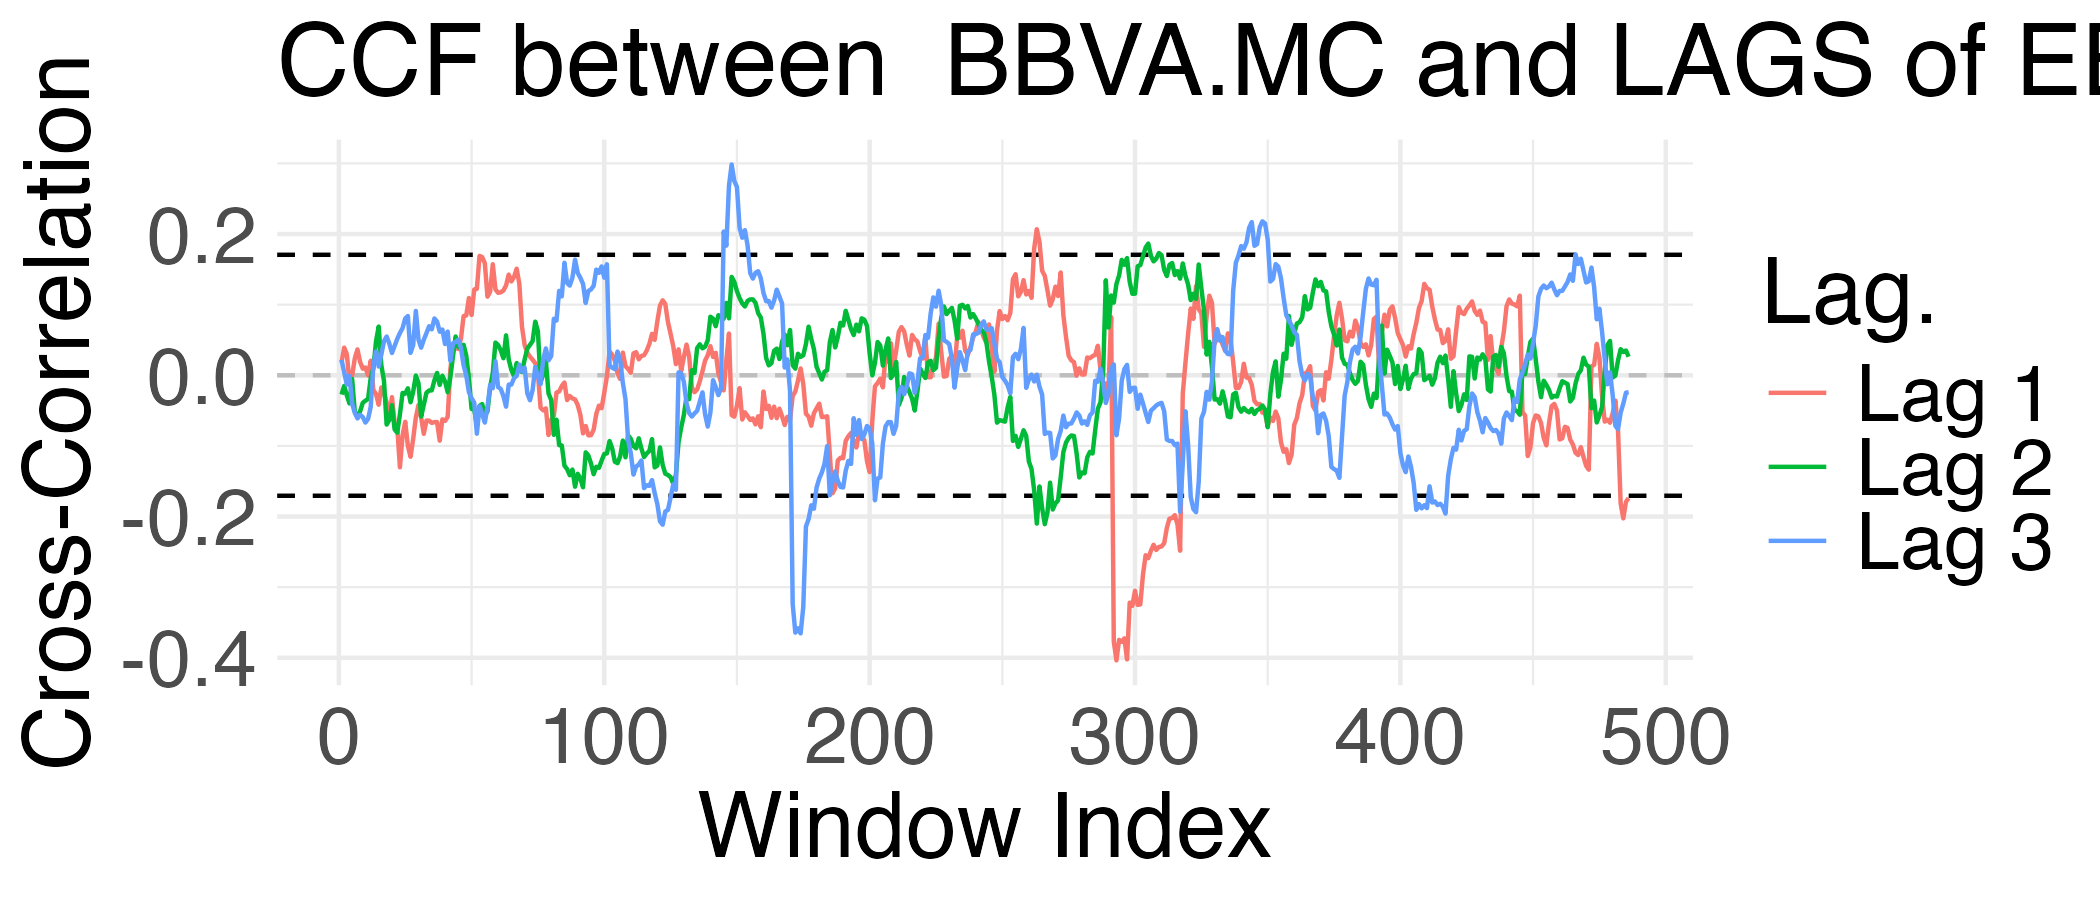 CCF between  BBVA.MC and LAGS of
Cross-Correlation
0.2
0.0
-0.2
-0.4
0 100 200 300 400 500
Window Index
Lag.
Lag 1
Lag 2
Lag 3